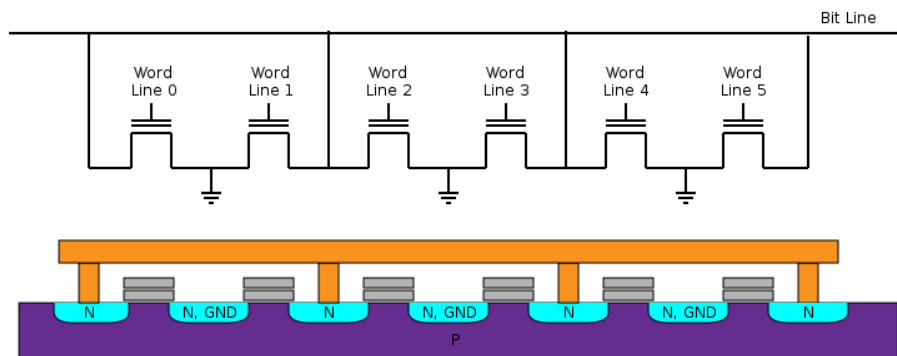 Bit Line
Word
Line 0
Word
Line 1
Word
Line 2
Word
Line 3
Word
Line 4
Word
Line 5
N
N, GND
N
N, GND
N
N, GND
N
P